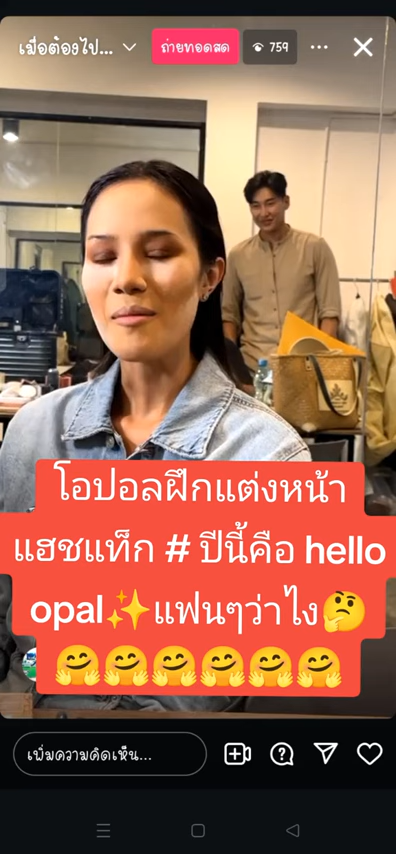 เมื่อต้องไป...
ถ่ายทอดสด
759
โอปอลฝึกแต่งหน้า
แฮชแท็ก # ปีนี้คือ hello
opal✨แฟนๆว่าไง🤔
🤗🤗🤗🤗🤗🤗
เพิ่มความคิดเห็น...